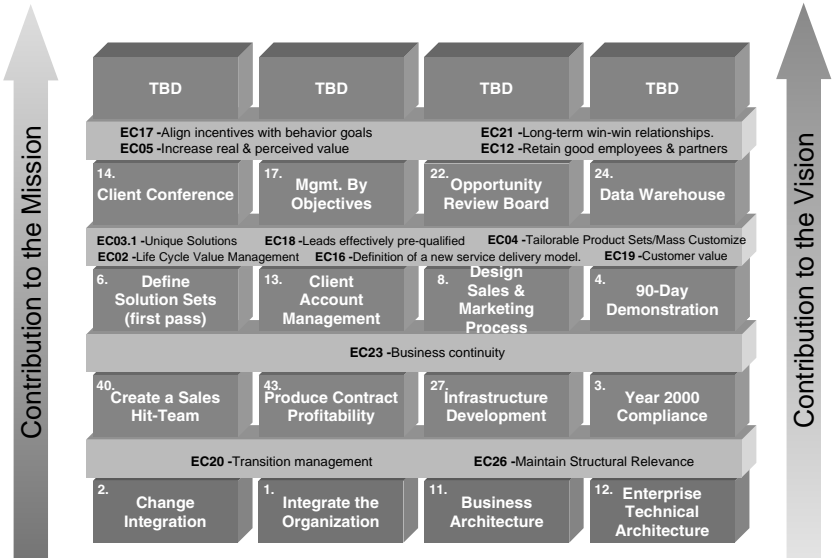 Contribution to the Mission
Contribution to the Vision
TBD
TBD
TBD
TBD
EC17 -Align incentives with behavior goals
EC21 -Long-term win-win relationships.
EC05 -Increase real & perceived value
EC12 -Retain good employees & partners
14.
Client Conference
17.
Mgmt. By
Objectives
22.
Opportunity
Review Board
24.
Data Warehouse
EC03.1 -Unique Solutions
EC18 -Leads effectively pre-qualified
EC04 -Tailorable Product Sets/Mass Customize
EC02 -Life Cycle Value Management
EC16 -Definition of a new service delivery model.
EC19 -Customer value
6.
Define
Solution Sets
(first pass)
13.
Client
Account
Management
8.
Design
Sales &
Marketing
Process
4.
90-Day
Demonstration
EC23 -Business continuity
40.
Create a Sales
Hit-Team
43.
Produce Contract
Profitability
27.
Infrastructure
Development
3.
Year 2000
Compliance
EC20 -Transition management
EC26 -Maintain Structural Relevance
2.
Change
Integration
1.
Integrate the
Organization
11.
Business
Architecture
12.
Enterprise
Technical
Architecture